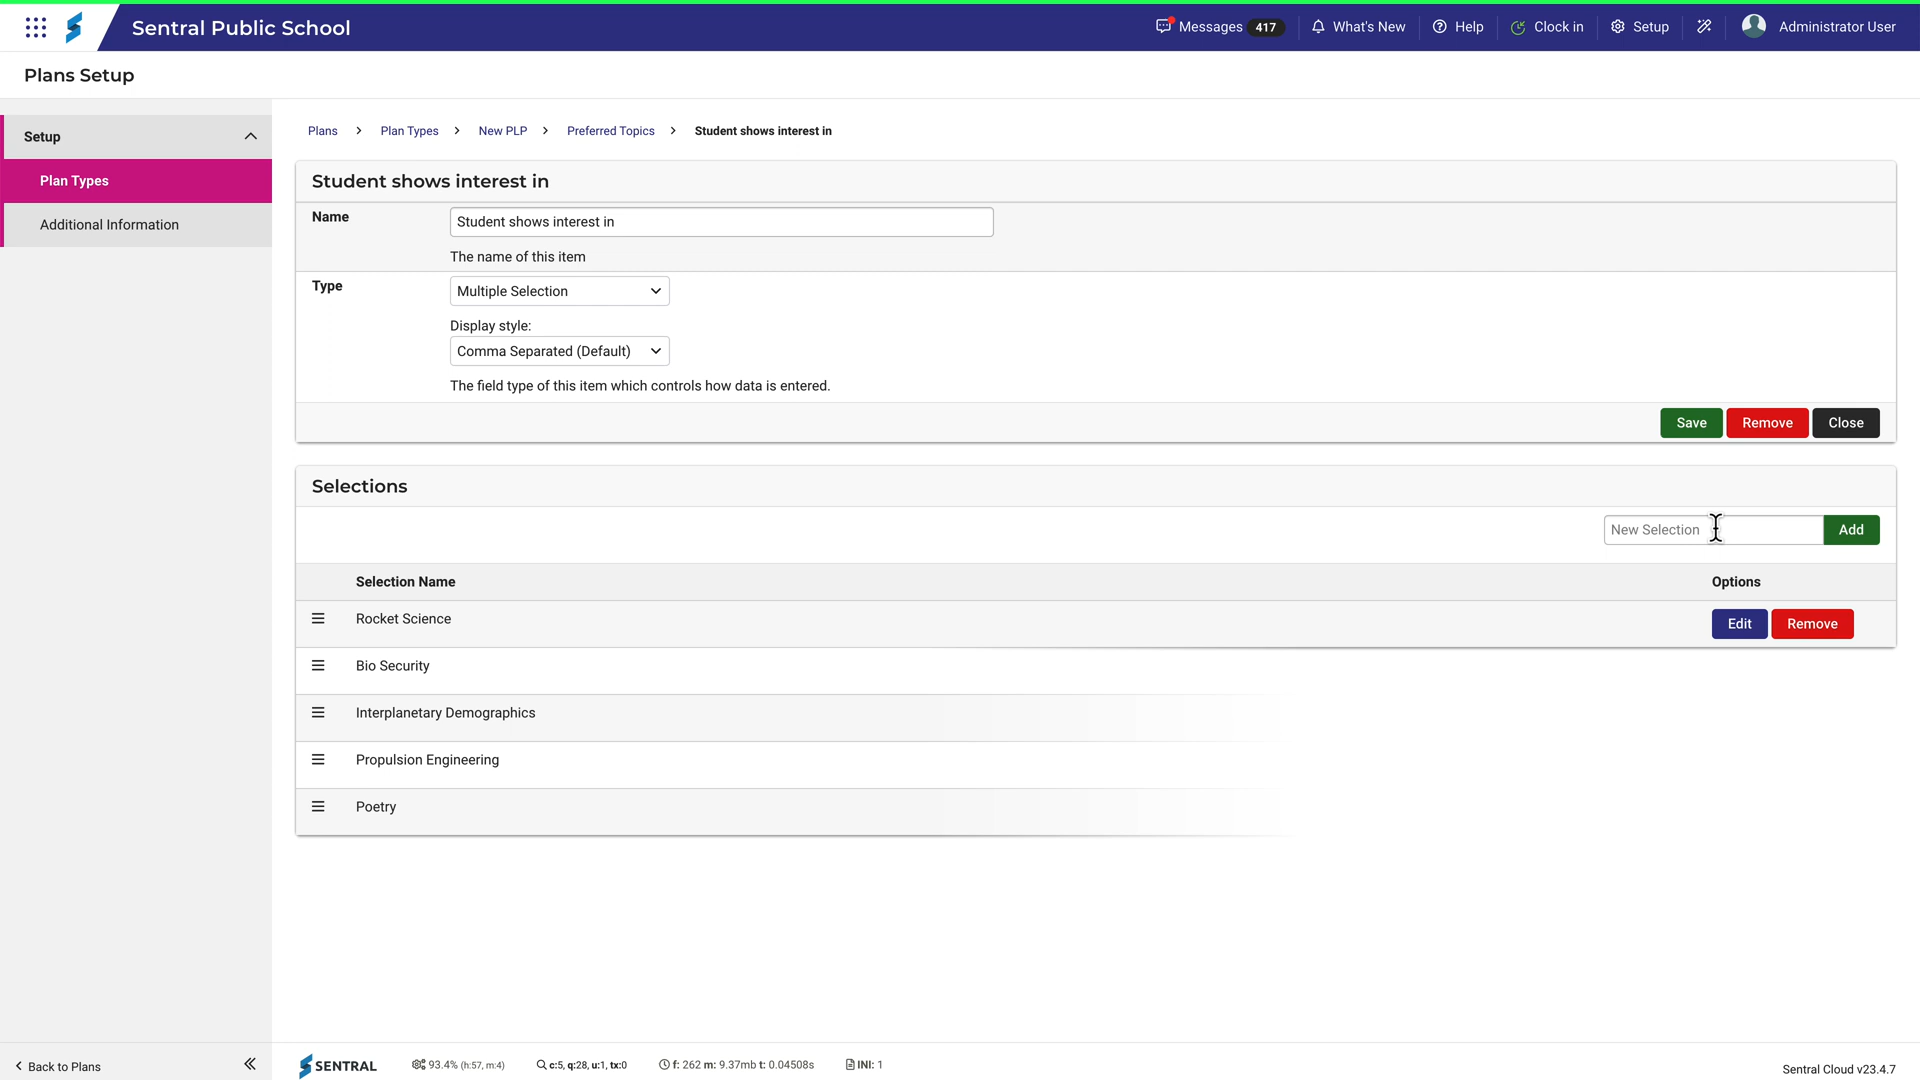 Sentral Public School
Messages 417
What's New
Help
Clock in
Setup
Administrator User
Plans Setup
Setup
Plan Types
Additional Information
Plans > Plan Types > New PLP > Preferred Topics > Student shows interest in
Student shows interest in
Name
Student shows interest in
The name of this item
Type
Multiple Selection
Display style:
Comma Separated (Default)
The field type of this item which controls how data is entered.
Save Remove Close
Selections
New Selection Add
Selection Name Options
Rocket Science Edit Remove
Bio Security
Interplanetary Demographics
Propulsion Engineering
Poetry
Back to Plans
SENTRAL
93.4% (h:57, m:4)
c:5, q:28, u:1, tx:0
f: 262 m: 9.37mb t: 0.04508s
INI: 1
Sentral Cloud v23.4.7